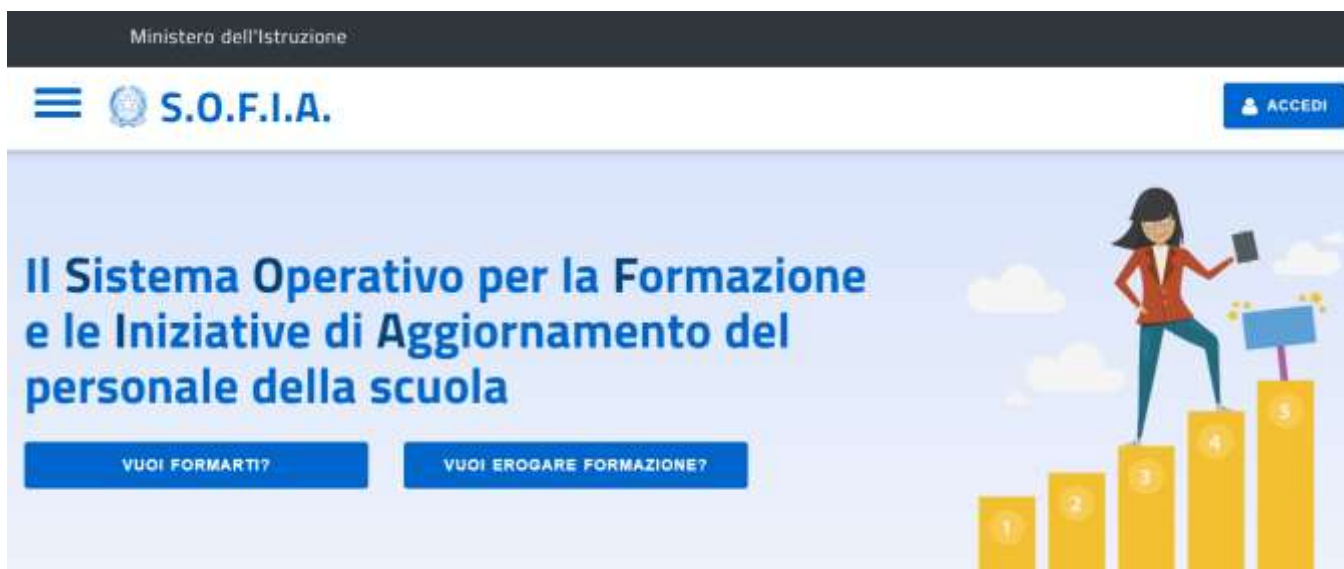 Ministero dell'Istruzione
S.O.F.I.A.
ACCEDI
Il Sistema Operativo per la Formazione
e le Iniziative di Aggiornamento del
personale della scuola
VUOI FORMARTI?
VUOI EROGARE FORMAZIONE?
1
2
3
4
5